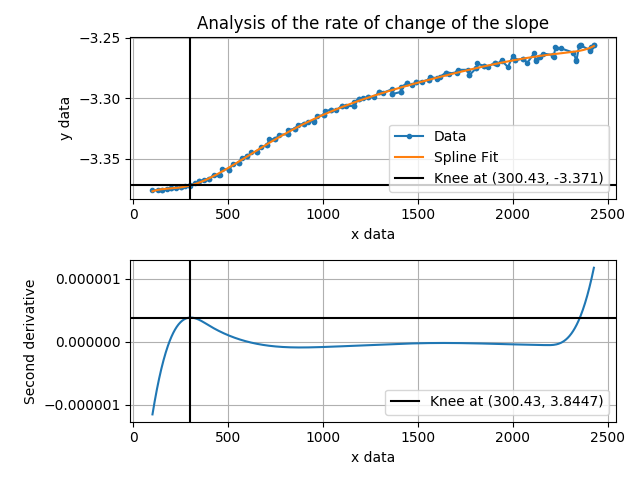 Analysis of the rate of change of the slope
−3.25
−3.30
−3.35
y data
Data
Spline Fit
Knee at (300.43, -3.371)
0
500
1000
1500
2000
2500
x data
0.000001
0.000000
−0.000001
Second derivative
Knee at (300.43, 3.8447)
0
500
1000
1500
2000
2500
x data